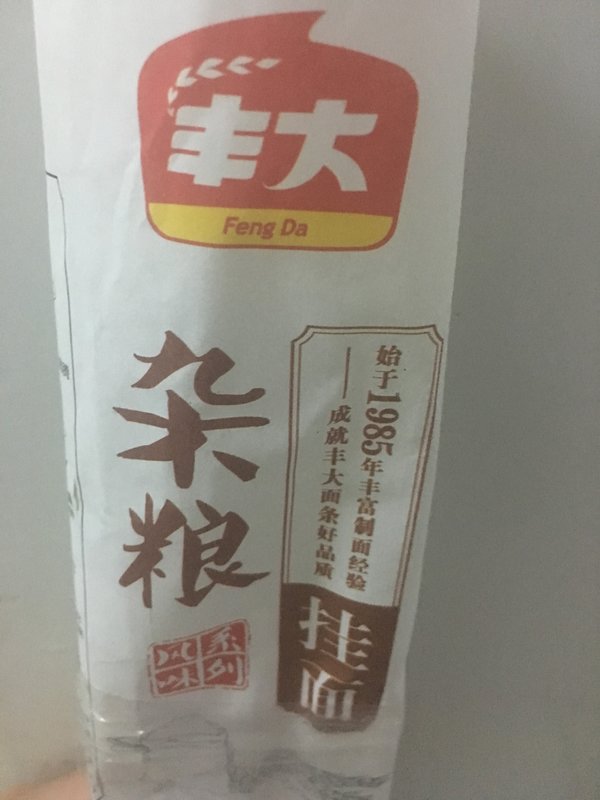 丰大
Feng Da
杂粮
风味系列
始于1985年丰富制面经验
——成就丰大面条好品质
挂面